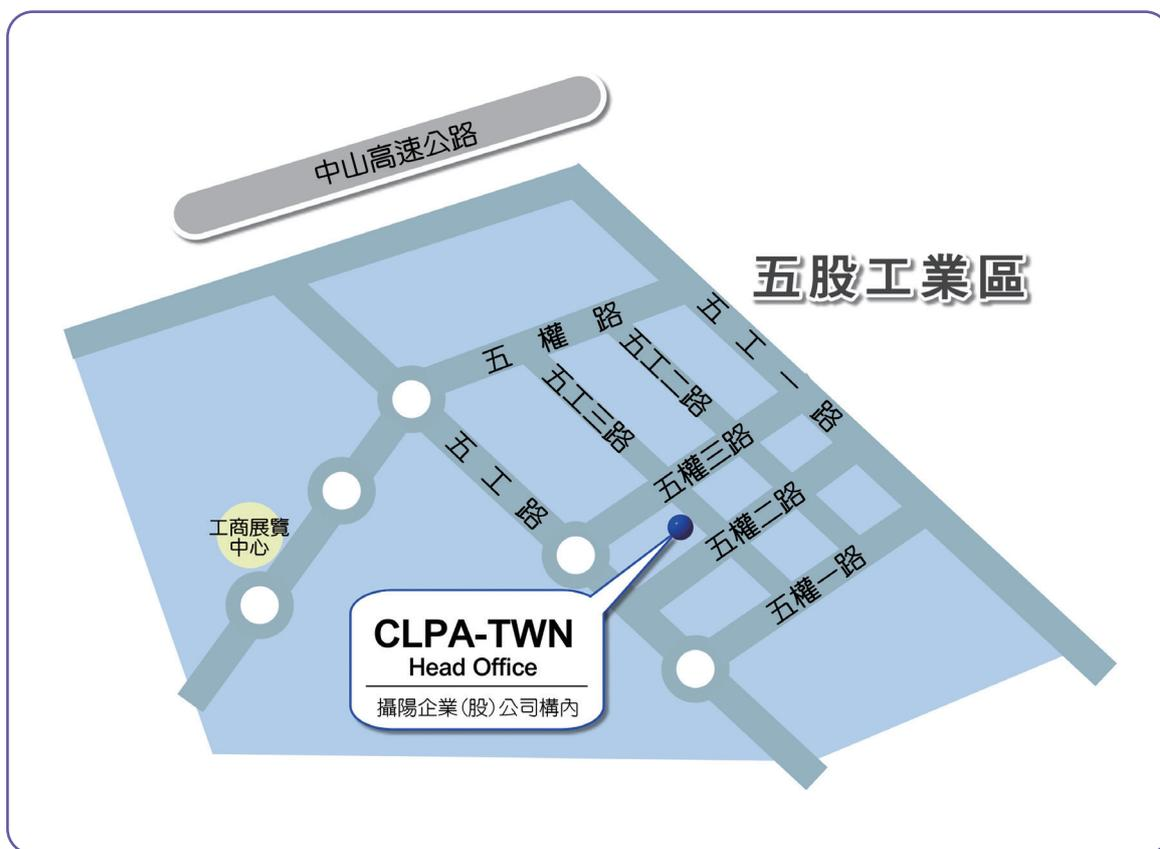 中山高速公路
五股工業區
五權路
五工一路
五工二路
五工三路
五工路
五權三路
五權二路
五權一路
工商展覽
中心
CLPA-TWN
Head Office
攝陽企業(股)公司構內